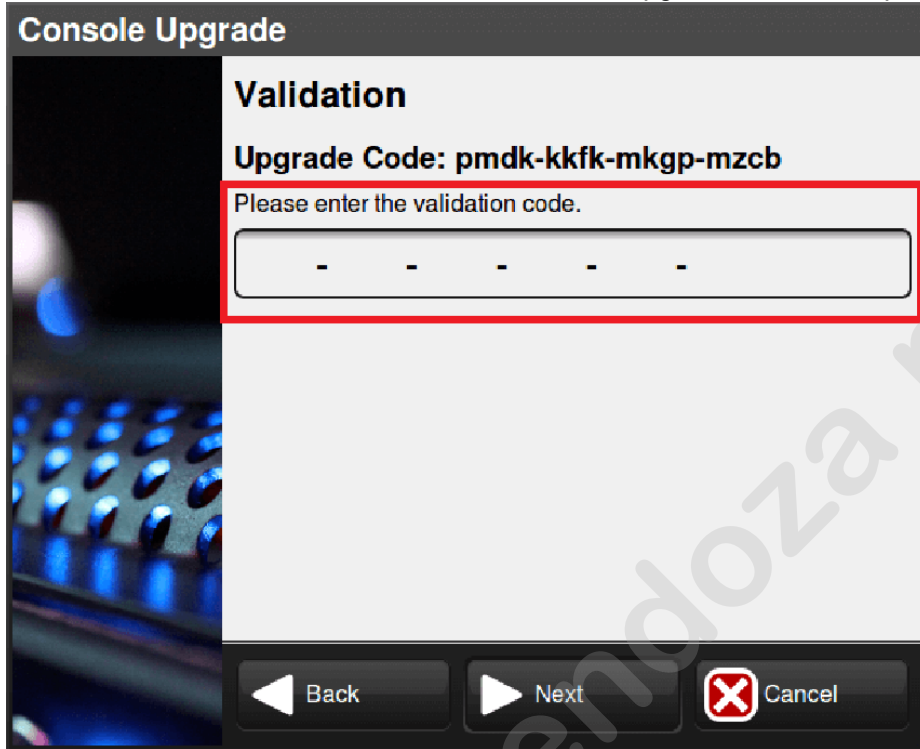 Console Upgrade
Validation
Upgrade Code: pmdk-kkfk-mkgp-mzcb
Please enter the validation code.
- - - - -
Back
Next
Cancel